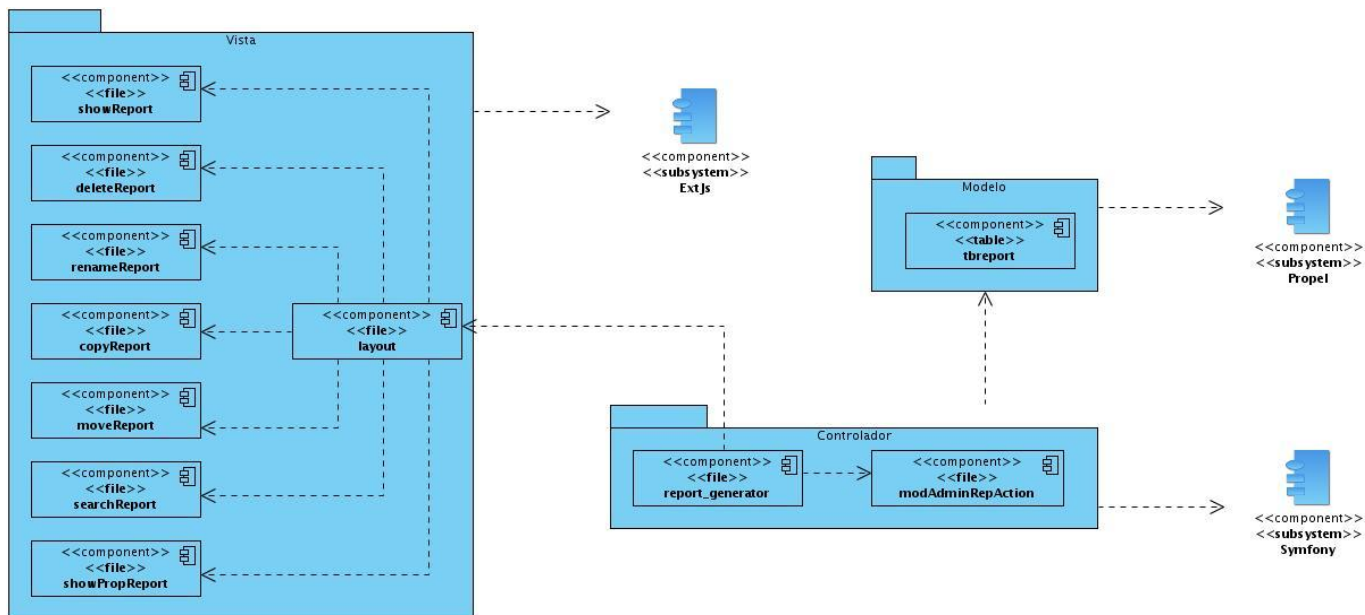 Vista
<<component>>
<<file>>
showReport
<<component>>
<<file>>
deleteReport
<<component>>
<<file>>
renameReport
<<component>>
<<file>>
copyReport
<<component>>
<<file>>
moveReport
<<component>>
<<file>>
searchReport
<<component>>
<<file>>
showPropReport
<<component>>
<<file>>
layout
<<component>>
<<subsystem>>
ExtJs
Modelo
<<component>>
<<table>>
tbreport
<<component>>
<<subsystem>>
Propel
Controlador
<<component>>
<<file>>
report_generator
<<component>>
<<file>>
modAdminRepAction
<<component>>
<<subsystem>>
Symfony